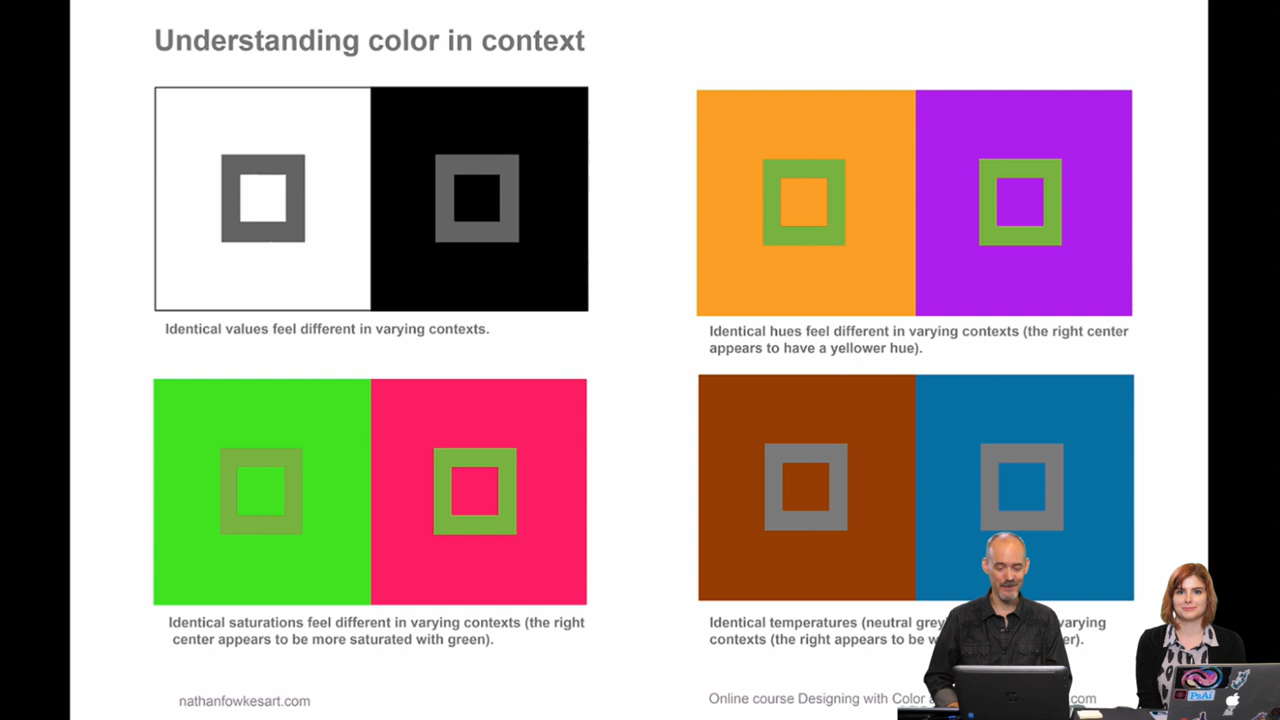 Understanding color in context
Identical values feel different in varying contexts.
Identical hues feel different in varying contexts (the right center
appears to have a yellower hue).
Identical saturations feel different in varying contexts (the right
center appears to be more saturated with green).
Identical temperatures (neutral grey varying
contexts (the right appears to be
nathanfowkesart.com
Online course Designing with Color .com
PsAi